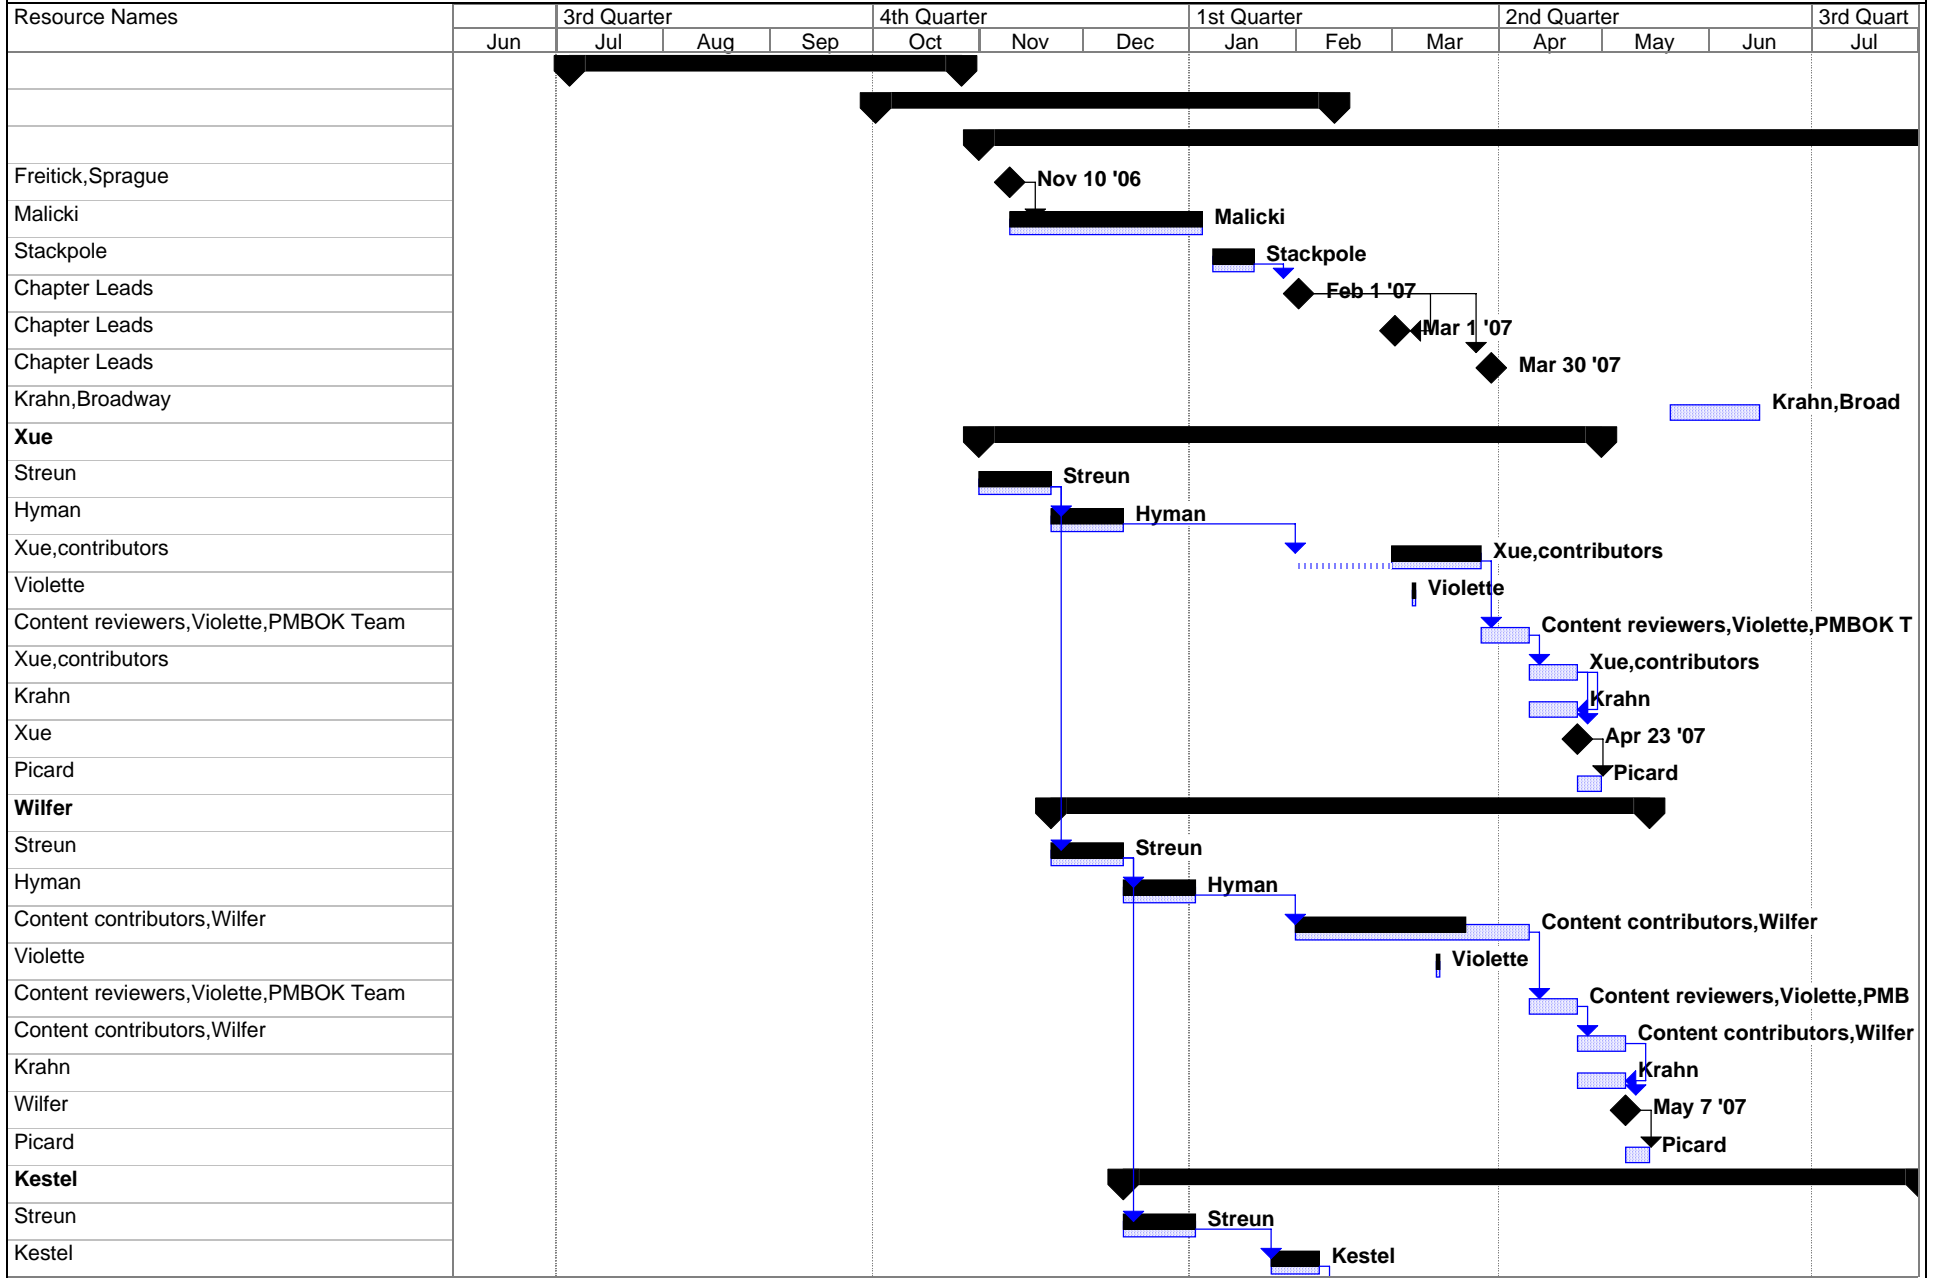 Resource Names
3rd Quarter 4th Quarter 1st Quarter 2nd Quarter 3rd Quart
Jun Jul Aug Sep Oct Nov Dec Jan Feb Mar Apr May Jun Jul
Freitick,Sprague Nov 10 '06
Malicki Malicki
Stackpole Stackpole
Chapter Leads Feb 1 '07
Chapter Leads Mar 1 '07
Chapter Leads Mar 30 '07
Krahn,Broadway Krahn,Broad
Xue
Streun Streun
Hyman Hyman
Xue,contributors Xue,contributors
Violette Violette
Content reviewers,Violette,PMBOK Team Content reviewers,Violette,PMBOK T
Xue,contributors Xue,contributors
Krahn Krahn
Xue Apr 23 '07
Picard Picard
Wilfer
Streun Streun
Hyman Hyman
Content contributors,Wilfer Content contributors,Wilfer
Violette Violette
Content reviewers,Violette,PMBOK Team Content reviewers,Violette,PMB
Content contributors,Wilfer Content contributors,Wilfer
Krahn Krahn
Wilfer May 7 '07
Picard Picard
Kestel
Streun Streun
Kestel Kestel